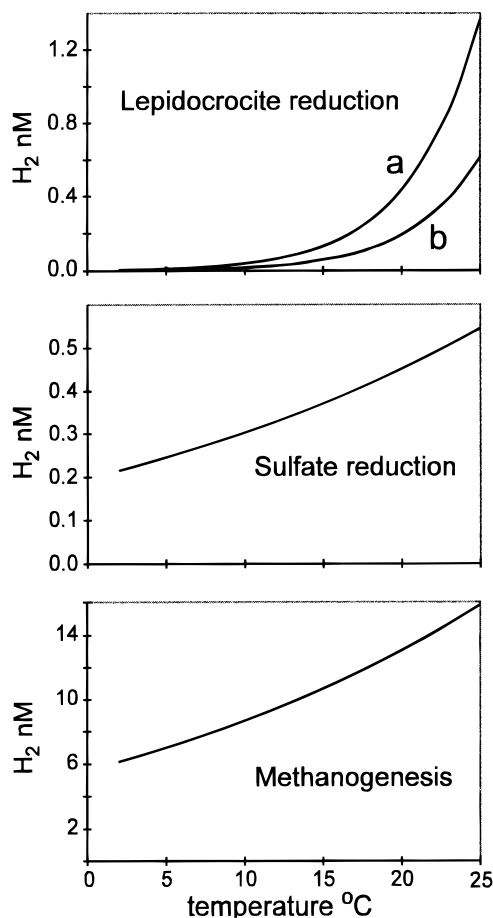 1.2
Lepidocrocite reduction
0.8
H2 nM
a
0.4
b
0.0
0.5
0.4
H2 nM
0.3
Sulfate reduction
0.2
0.1
0.0
14
10
H2 nM
6
Methanogenesis
2
0 5 10 15 20 25
temperature °C